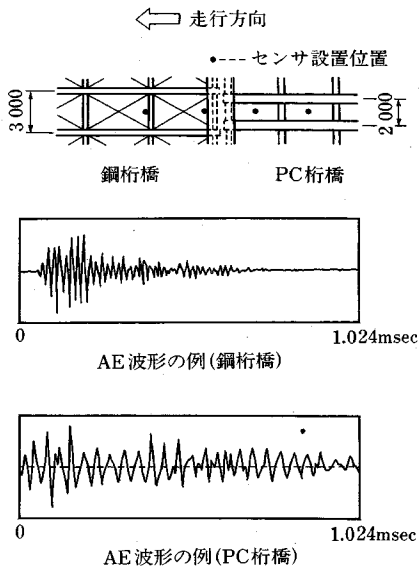 走行方向
•--- センサ設置位置
3 000
2 000
鋼桁橋
PC桁橋
0
1.024msec
AE波形の例(鋼桁橋)
0
1.024msec
AE波形の例(PC桁橋)